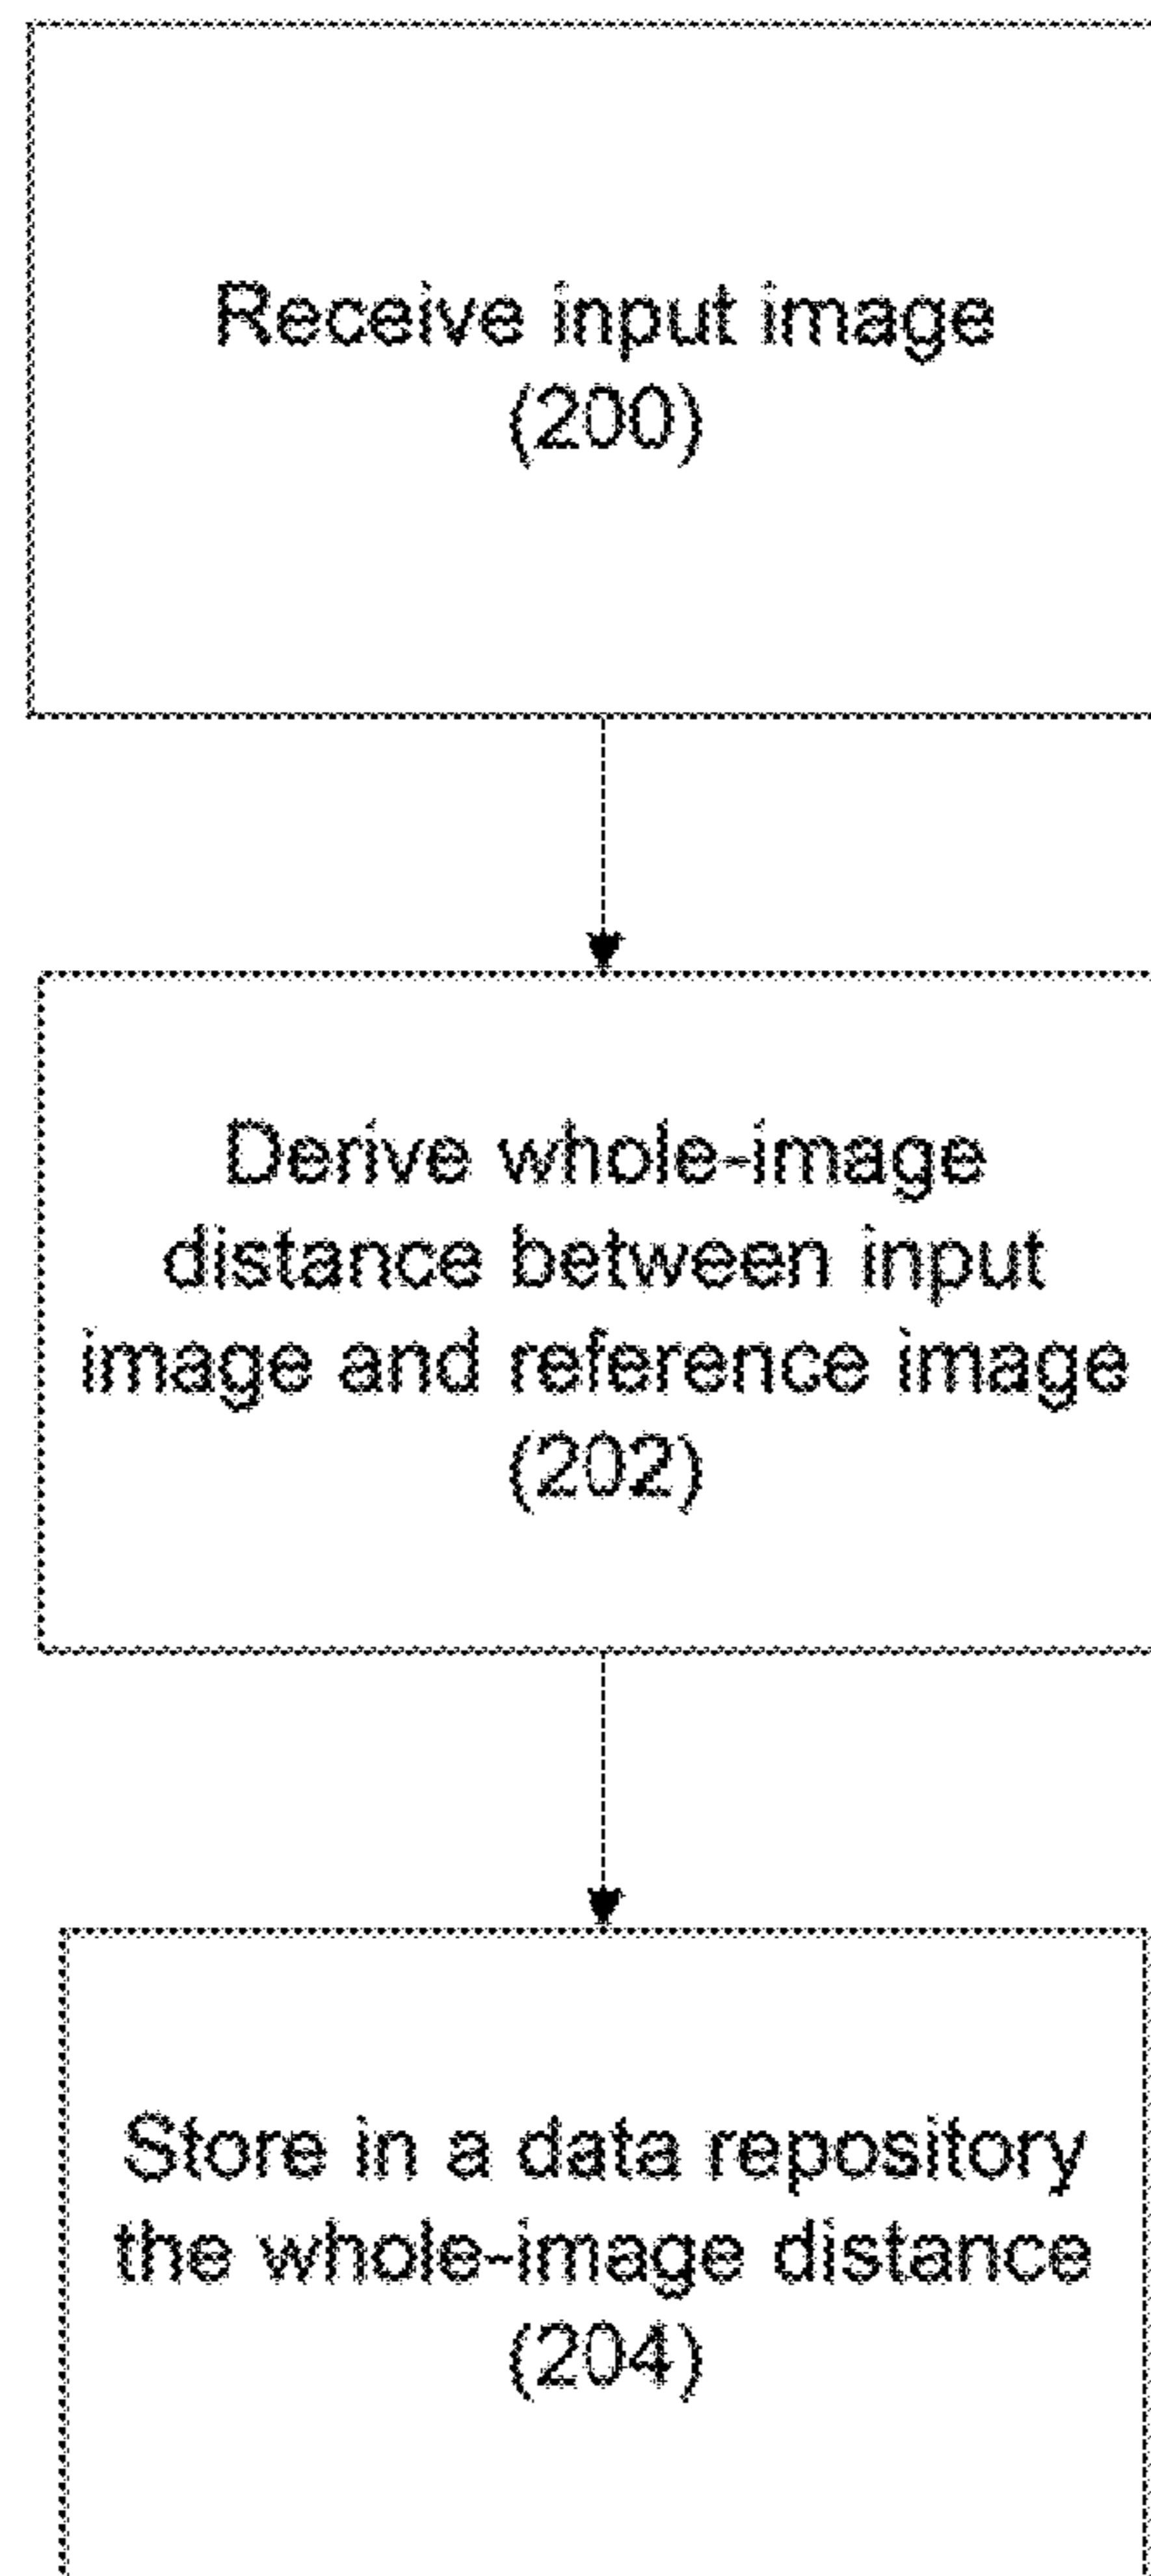 Receive input image
(200)
Derive whole-image
distance between input
image and reference image
(202)
Store in a data repository
the whole-image distance
(204)